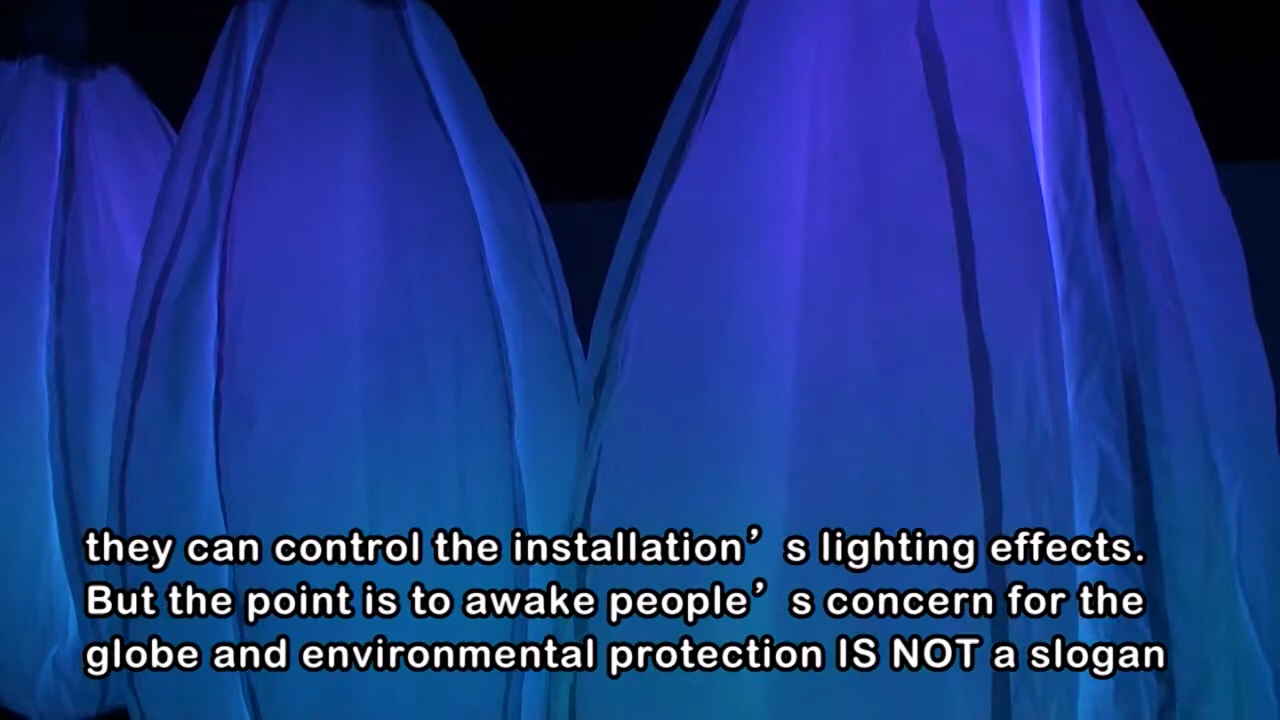 they can control the installation’s lighting effects.
But the point is to awake people’s concern for the
globe and environmental protection IS NOT a slogan